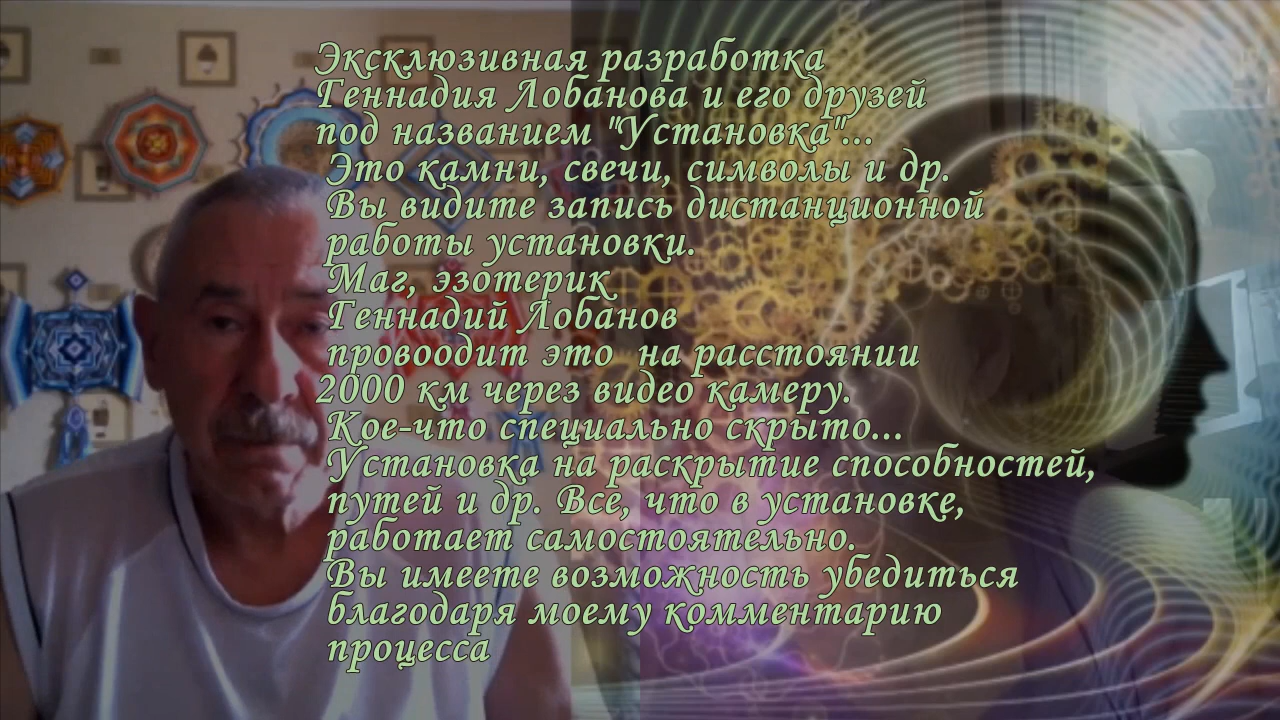 Эксклюзивная разработка
Геннадия Лобанова и его друзей
под названием "Установка"...
Это камни, свечи, символы и др.
Вы видите запись дистанционной
работы установки.
Маг, эзотерик
Геннадий Лобанов
провоодит это на расстоянии
2000 км через видео камеру.
Кое-что специально скрыто...
Установка на раскрытие способностей,
путей и др. Все, что в установке,
работает самостоятельно.
Вы имеете возможность убедиться
благодаря моему комментарию
процесса